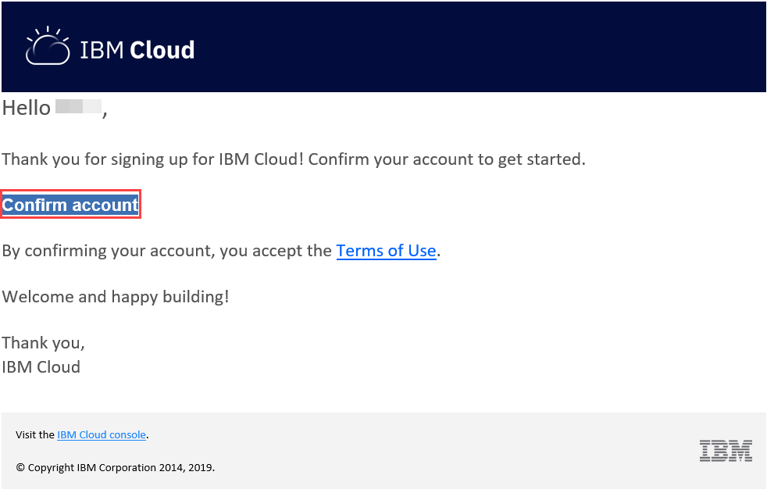 IBM Cloud
Hello ,
Thank you for signing up for IBM Cloud! Confirm your account to get started.
Confirm account
By confirming your account, you accept the Terms of Use.
Welcome and happy building!
Thank you,
IBM Cloud
Visit the IBM Cloud console.
© Copyright IBM Corporation 2014, 2019.
IBM